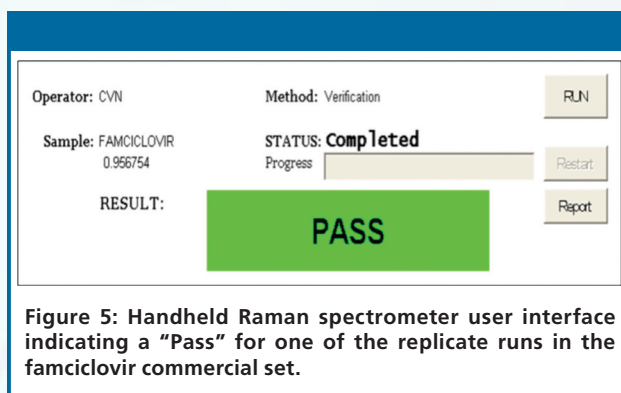 Operator: CVN Method: Verification RUN
Sample: FAMCICLOVIR STATUS: Completed
0.956754 Progress Restart
RESULT: Report
PASS
Figure 5: Handheld Raman spectrometer user interface
indicating a “Pass” for one of the replicate runs in the
famciclovir commercial set.